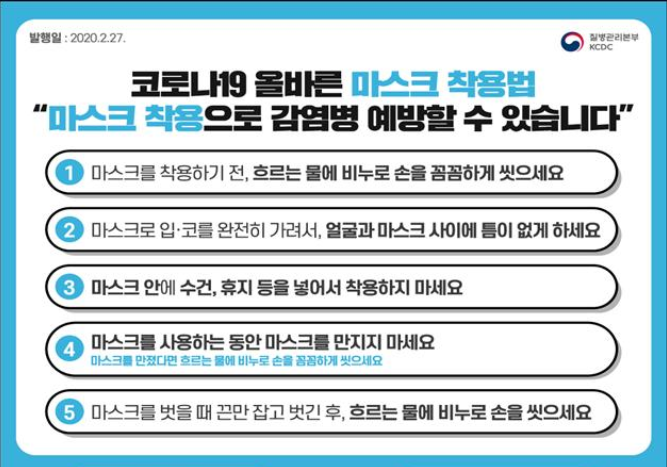 발행일 : 2020.2.27.
질병관리본부
KCDC
코로나19 올바른 마스크 착용법
“마스크 착용으로 감염병 예방할 수 있습니다”
1 마스크를 착용하기 전, 흐르는 물에 비누로 손을 꼼꼼하게 씻으세요
2 마스크로 입·코를 완전히 가려서, 얼굴과 마스크 사이에 틈이 없게 하세요
3 마스크 안에 수건, 휴지 등을 넣어서 착용하지 마세요
4 마스크를 사용하는 동안 마스크를 만지지 마세요
마스크를 만졌다면 흐르는 물에 비누로 손을 꼼꼼하게 씻으세요
5 마스크를 벗을 때 끈만 잡고 벗긴 후, 흐르는 물에 비누로 손을 씻으세요